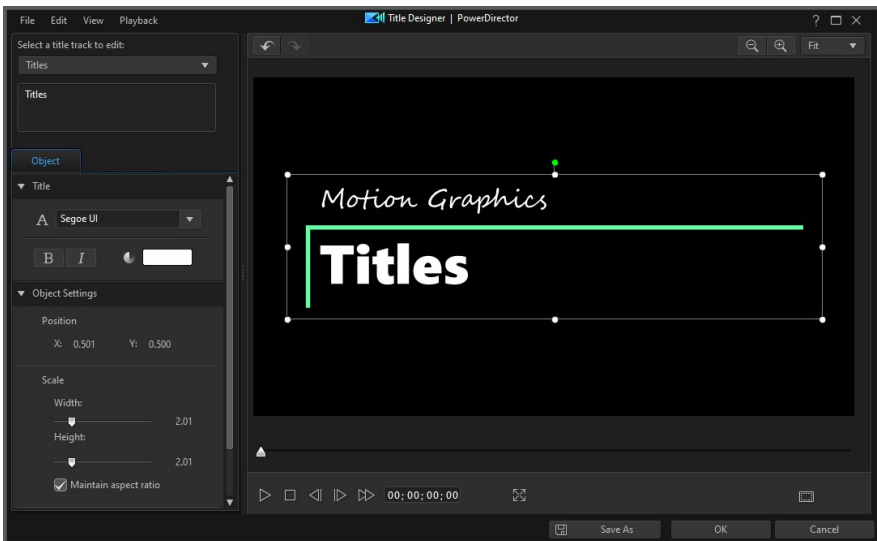 File Edit View Playback
Title Designer | PowerDirector
?
Select a title track to edit:
Titles
Titles
Object
Title
A Segoe UI
B I
Object Settings
Position
X: 0.501 Y: 0.500
Scale
Width:
2.01
Height:
2.01
Maintain aspect ratio
Fit
Motion Graphics
Titles
00;00;00;00
Save As OK Cancel